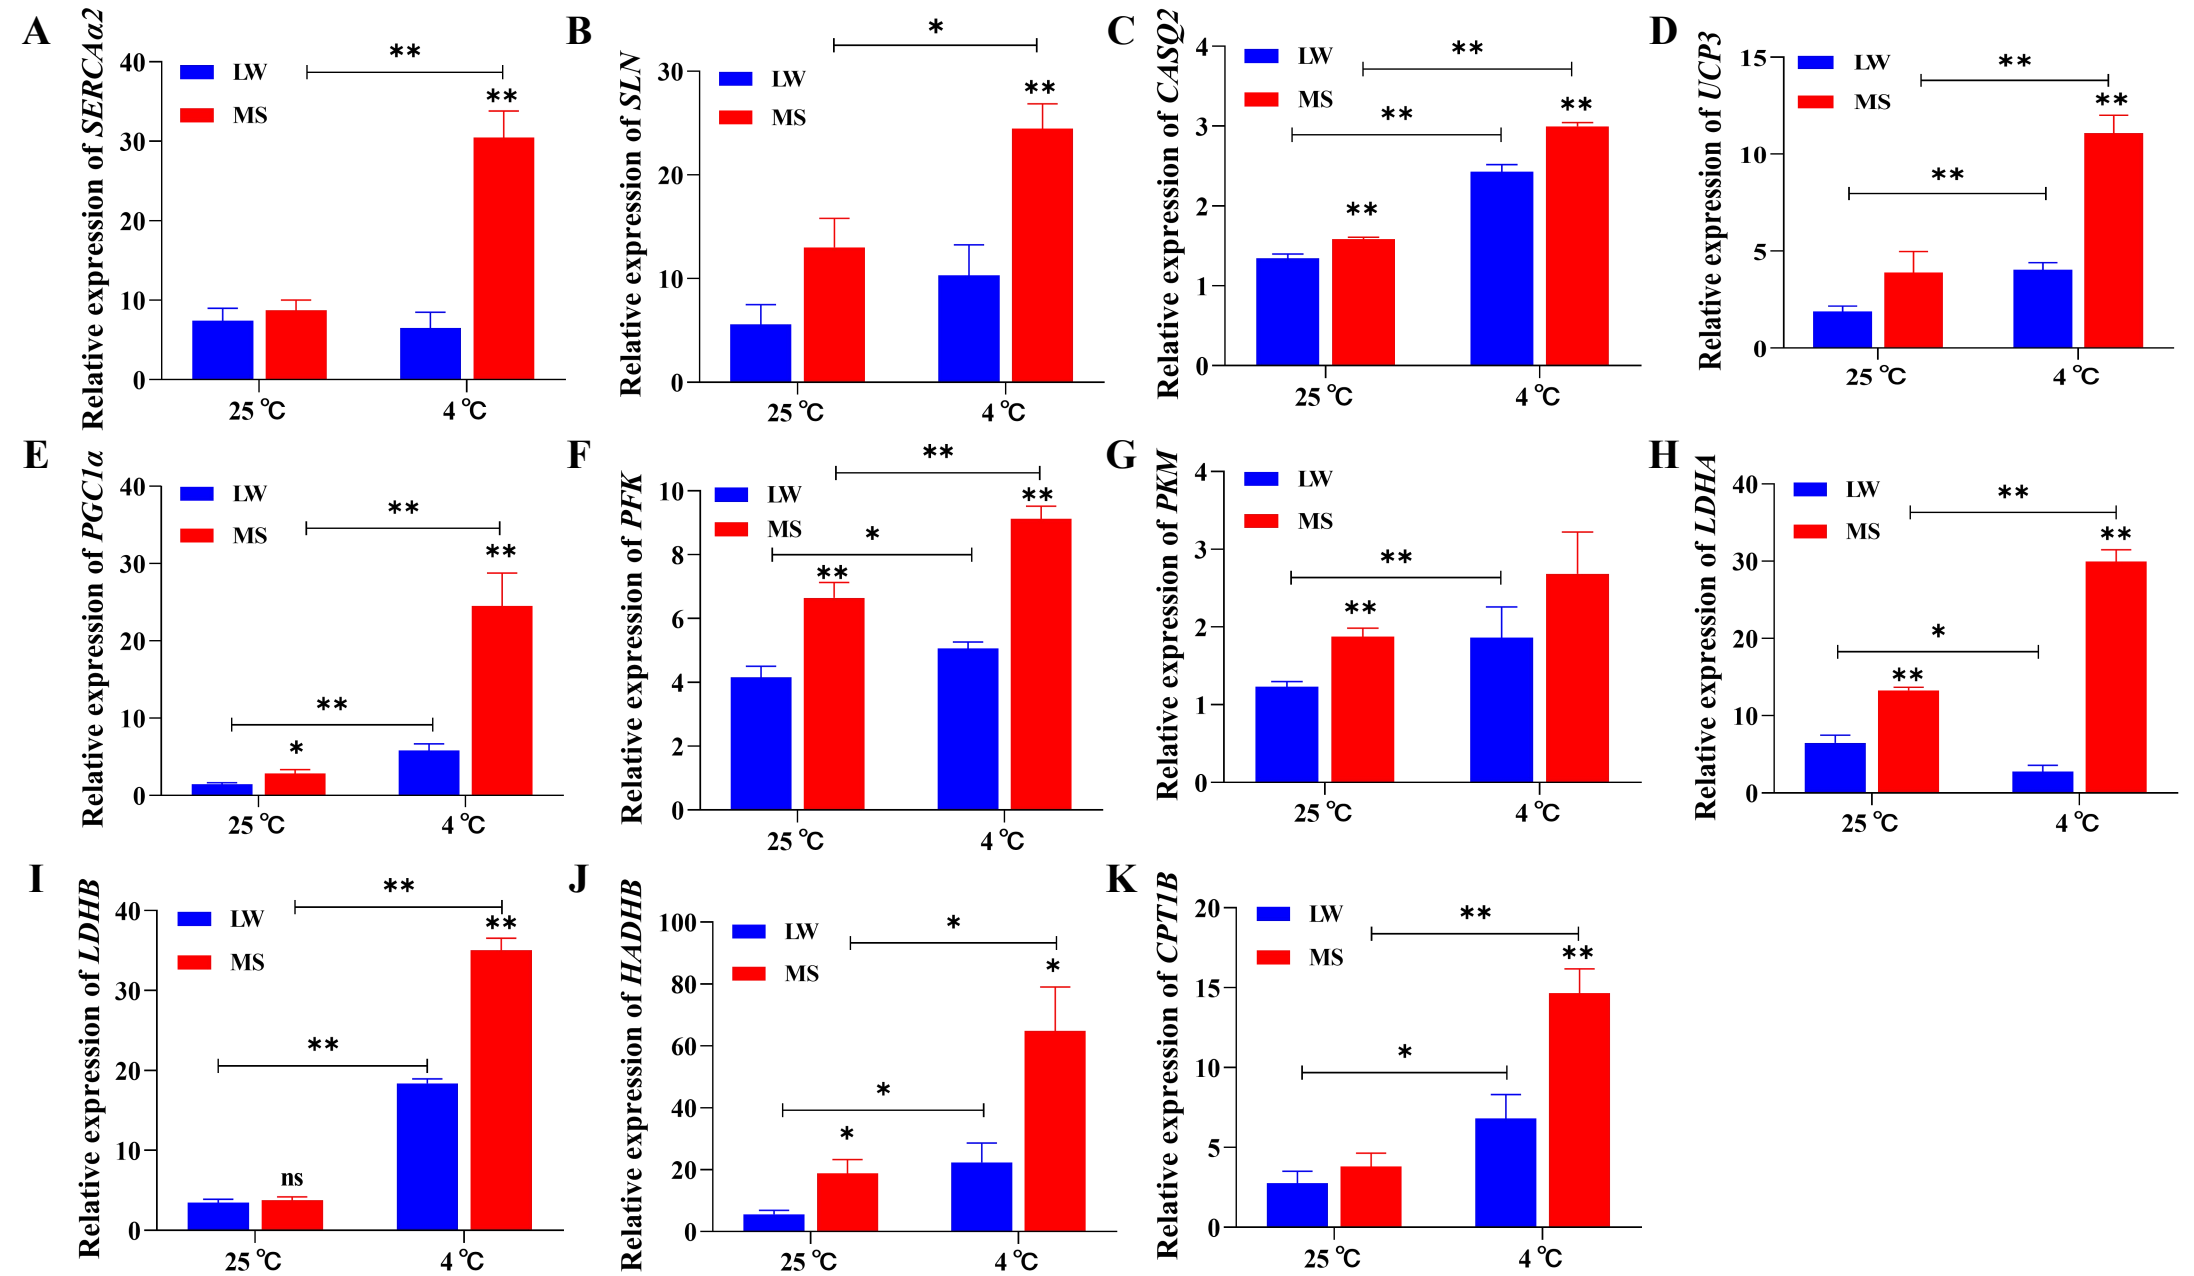 A
Relative expression of SERCAα2
40
30
20
10
0
LW
MS
**
**
25℃
4℃
B
Relative expression of SLN
30
20
10
0
LW
MS
*
**
25℃
4℃
C
Relative expression of CASQ2
4
3
2
1
0
LW
MS
**
**
**
**
25℃
4℃
D
Relative expression of UCP3
15
10
5
0
LW
MS
**
**
**
25℃
4℃
E
Relative expression of PGC1α
40
30
20
10
0
LW
MS
**
**
**
*
25℃
4℃
F
Relative expression of PFK
10
8
6
4
2
0
LW
MS
**
**
*
**
25℃
4℃
G
Relative expression of PKM
4
3
2
1
0
LW
MS
**
**
25℃
4℃
H
Relative expression of LDHA
40
30
20
10
0
LW
MS
**
**
*
**
25℃
4℃
I
Relative expression of LDHB
40
30
20
10
0
LW
MS
**
**
**
ns
25℃
4℃
J
Relative expression of HADHB
100
80
60
40
20
0
LW
MS
*
*
*
*
25℃
4℃
K
Relative expression of CPT1B
20
15
10
5
0
LW
MS
**
**
*
25℃
4℃